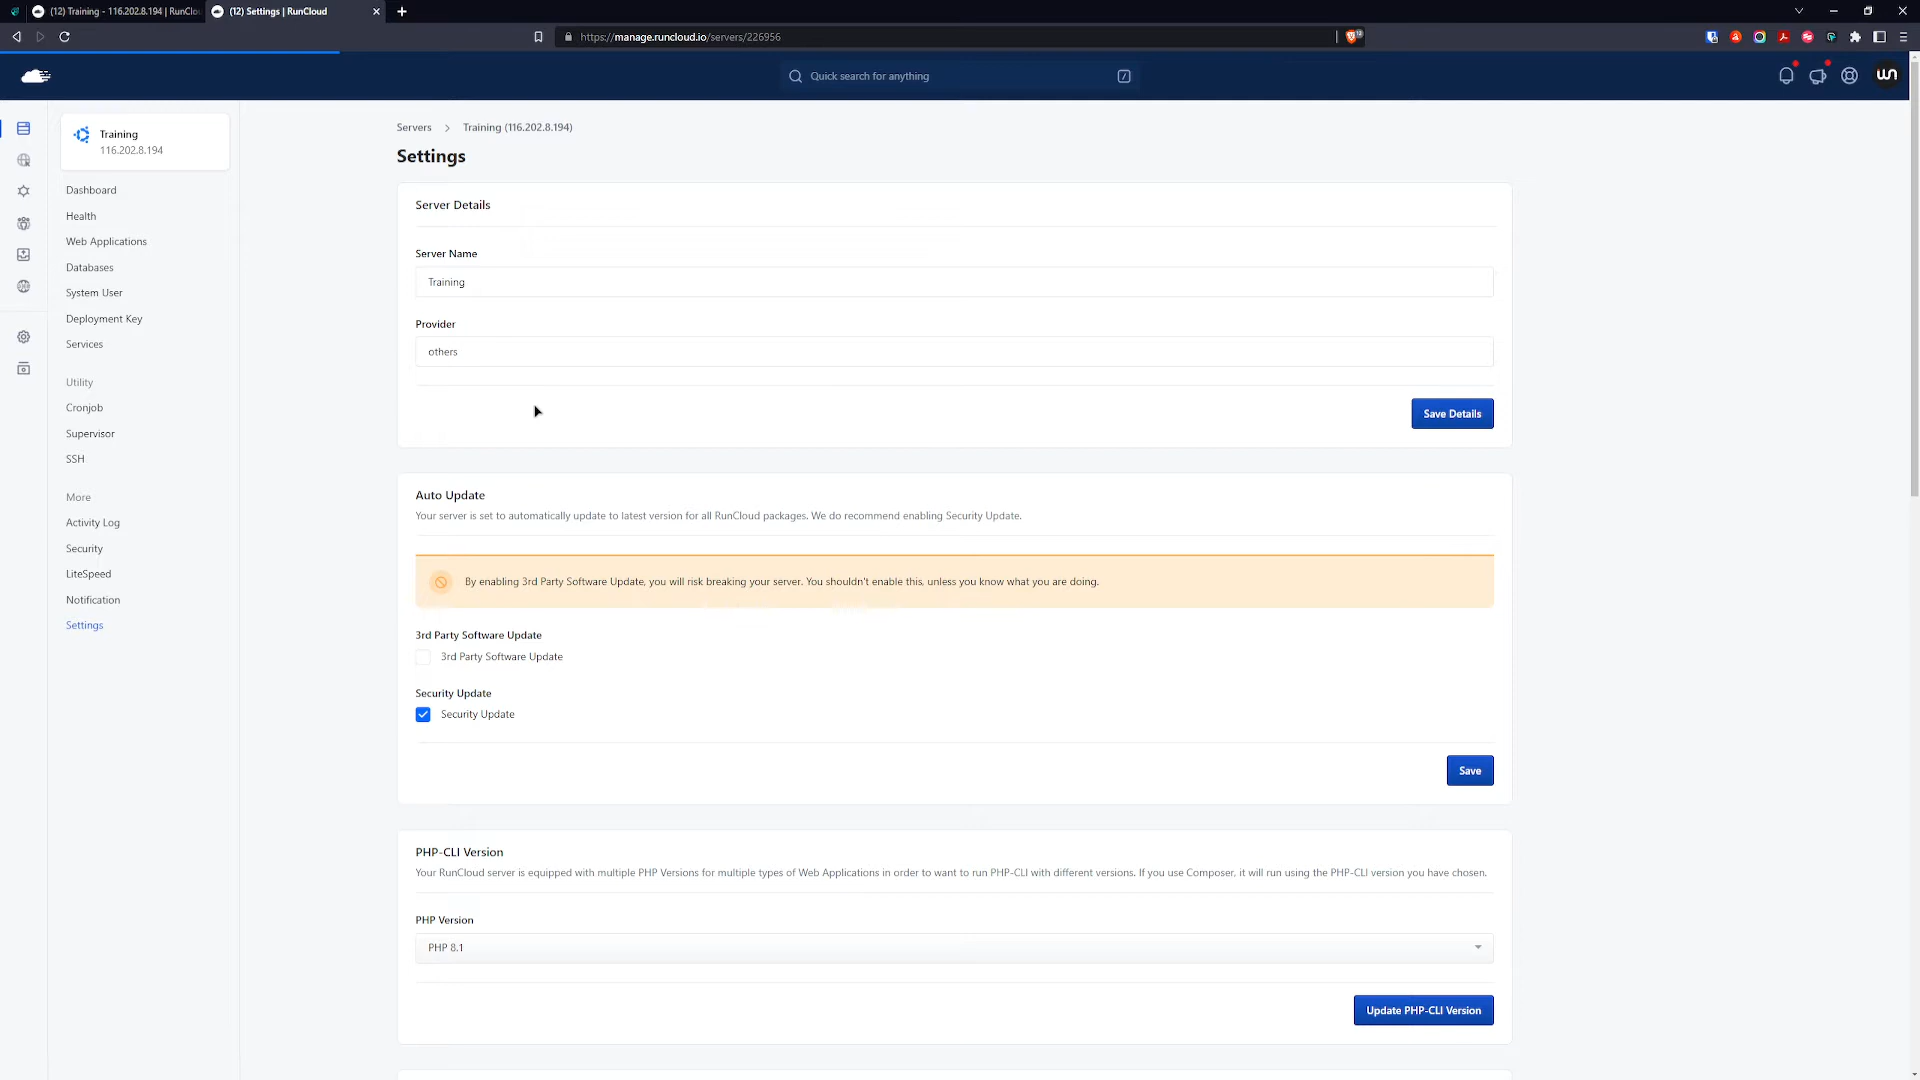 (12) Training - 116.202.8.194 | RunClou
(12) Settings | RunCloud
https://manage.runcloud.io/servers/226956
12
Quick search for anything
/
wn
Training
116.202.8.194
Dashboard
Health
Web Applications
Databases
System User
Deployment Key
Services
Utility
Cronjob
Supervisor
SSH
More
Activity Log
Security
LiteSpeed
Notification
Settings
Servers > Training (116.202.8.194)
Settings
Server Details
Server Name
Training
Provider
others
Save Details
Auto Update
Your server is set to automatically update to latest version for all RunCloud packages. We do recommend enabling Security Update.
By enabling 3rd Party Software Update, you will risk breaking your server. You shouldn't enable this, unless you know what you are doing.
3rd Party Software Update
3rd Party Software Update
Security Update
Security Update
Save
PHP-CLI Version
Your RunCloud server is equipped with multiple PHP Versions for multiple types of Web Applications in order to want to run PHP-CLI with different versions. If you use Composer, it will run using the PHP-CLI version you have chosen.
PHP Version
PHP 8.1
Update PHP-CLI Version